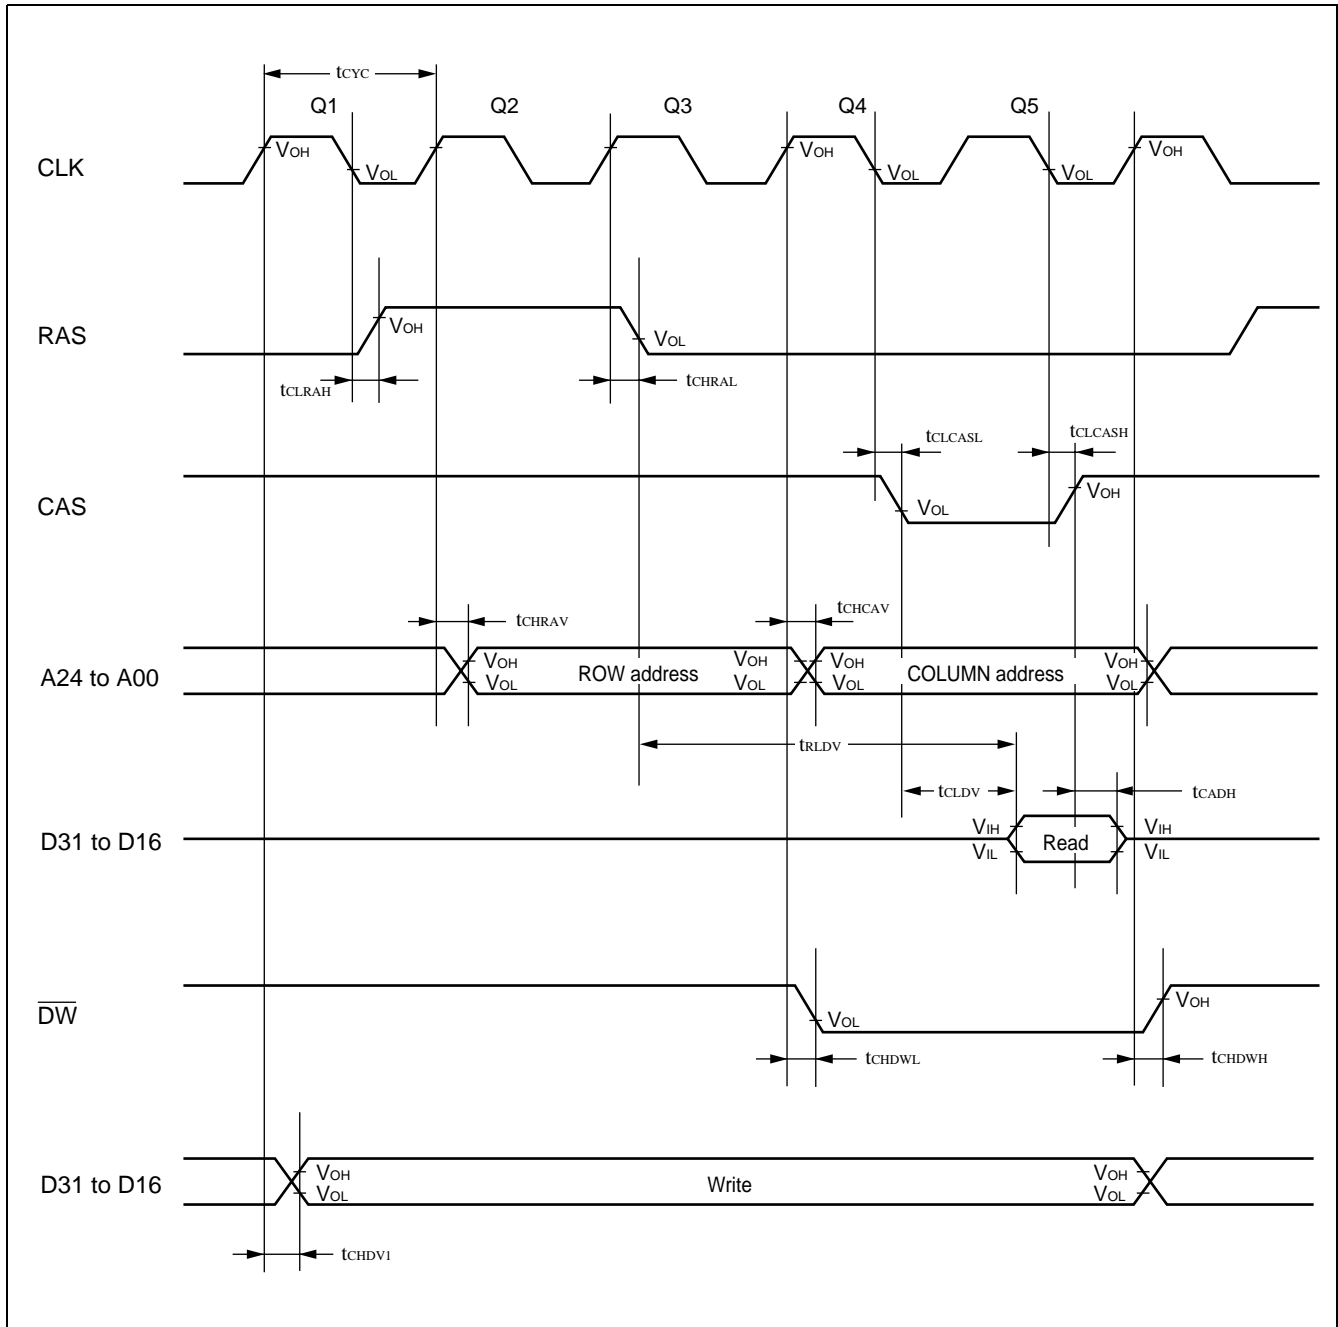 tCYC
Q1 Q2 Q3 Q4 Q5
CLK VOH VOL VOH VOL VOL VOH
RAS VOH VOL
tCLRAH tCHRAL
tCLCASL tCLCASH
CAS VOL VOH
tCHRAV tCHCAV
A24 to A00 VOH VOL ROW address VOH VOL VOH VOL COLUMN address VOH VOL
tRLDV
tCLDV tCADH
D31 to D16 VIH VIL Read VIH VIL
DW VOL VOH
tCHDWL tCHDWH
D31 to D16 VOH VOL Write VOH VOL
tCHDV1